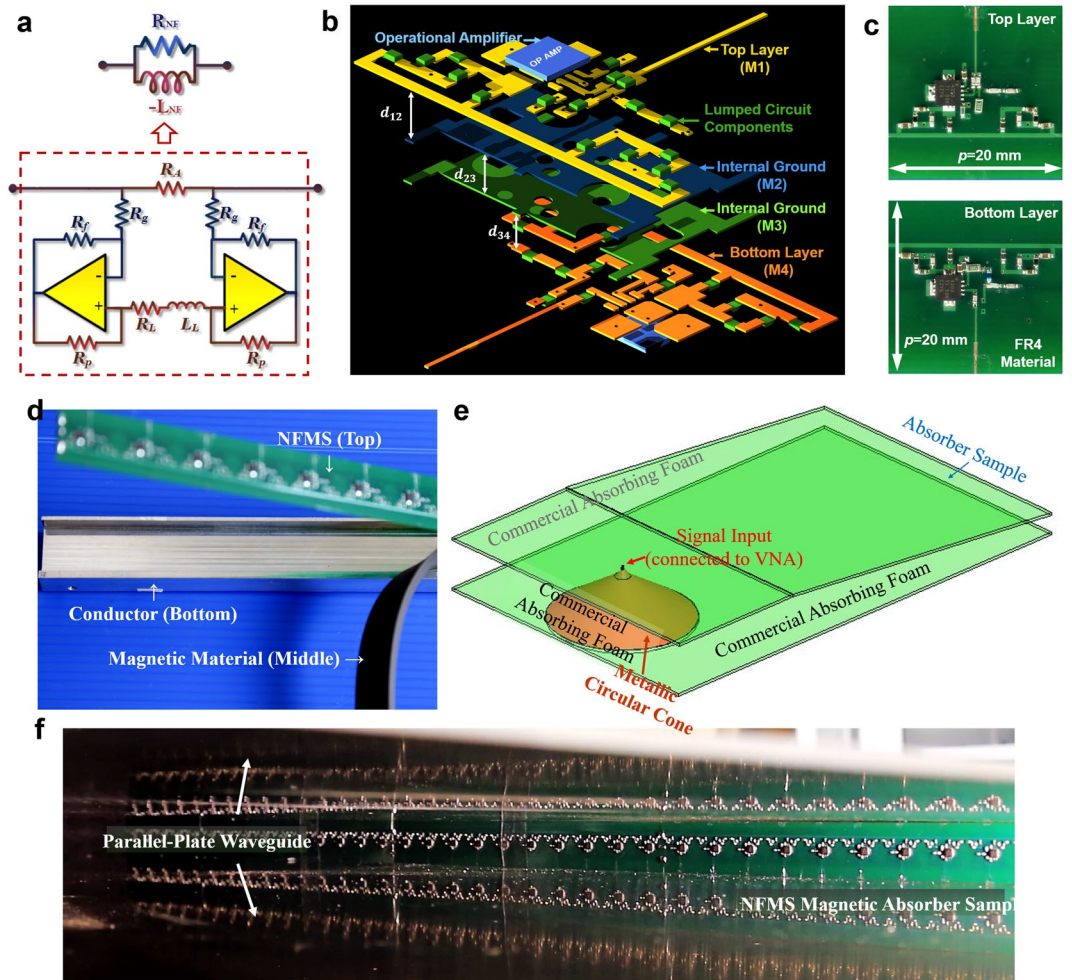 a
R_NF
-L_NF
R_A
R_g
R_g
R_f
R_f
-
-
+
+
R_L
L_L
R_p
R_p
b
Operational Amplifier
OP AMP
Top Layer
(M1)
d_12
Lumped Circuit
Components
d_23
Internal Ground
(M2)
Internal Ground
(M3)
d_34
Bottom Layer
(M4)
c
Top Layer
p=20 mm
Bottom Layer
p=20 mm
FR4
Material
d
NFMS (Top)
Conductor (Bottom)
Magnetic Material (Middle) →
e
Absorber Sample
Commercial Absorbing Foam
Signal Input
(connected to VNA)
Commercial
Absorbing Foam
Commercial Absorbing Foam
Metallic
Circular Cone
f
Parallel-Plate Waveguide
NFMS Magnetic Absorber Sampl